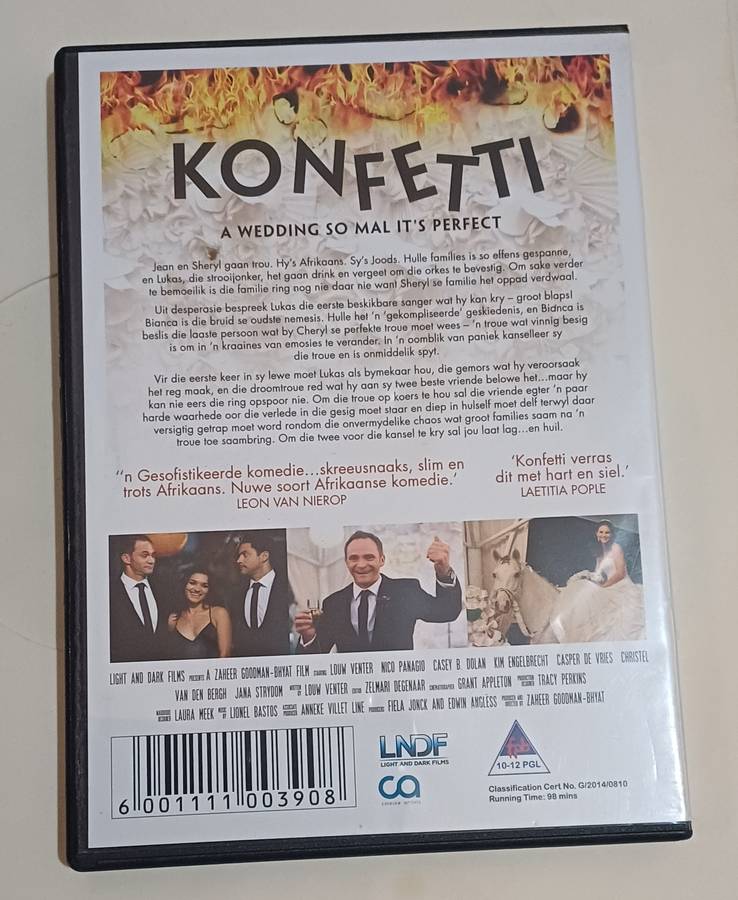 KONFETTI
A WEDDING SO MAL IT'S PERFECT
Jean en Sheryl gaan trou. Hy's Afrikaans. Sy's Joods. Hulle families is so effens gespanne,
en Lukas, die strooijonker, het gaan drink en vergeet om die orkes te bevestig. Om sake verder
te bemoeilik is die familie ring nog nie daar nie want Sheryl se familie het oppad verdwaal.
Uit desperasie bespreek Lukas die eerste beskikbare sanger wat hy kan kry – groot blaps!
Bianca is die bruid se oudste nemesis. Hulle het 'n 'gekompliseerde' geskiedenis, en Bianca is
beslis die laaste persoon wat by Cheryl se perfekte troue moet wees – 'n troue wat vinnig besig
is om in 'n kraaines van emosies te verander. In 'n oomblik van paniek kanselleer sy
die troue en is onmiddelik spyt.
Vir die eerste keer in sy lewe moet Lukas als bymekaar hou, die gemors wat hy veroorsaak
het reg maak, en die droomtroue red wat hy aan sy twee beste vriende belowe het...maar hy
kan nie eers die ring opspoor nie. Om die troue op koers te hou sal die vriende egter 'n paar
harde waarhede oor die verlede in die gesig moet staar en diep in hulself moet delf terwyl daar
versigtig getrap moet word rondom die onvermydelike chaos wat groot families saam na 'n
troue toe saambring. Om die twee voor die kansel te kry sal jou laat lag...en huil.
''n Gesofistikeerde komedie...skreeusnaaks, slim en
trots Afrikaans. Nuwe soort Afrikaanse komedie.'
LEON VAN NIEROP
'Konfetti verras
dit met hart en siel.'
LAETITIA POPLE
LIGHT AND DARK FILMS PRESENTS A ZAHEER GOODMAN-BHYAT FILM STARRING LOUW VENTER NICO PANAGIO CASEY B. DOLAN KIM ENGELBRECHT CASPER DE VRIES CHRISTEL
VAN DEN BERGH JANA STRYDOM WRITTEN BY LOUW VENTER EDITOR ZELMARI DEGENAAR CINEMATOGRAPHER GRANT APPLETON PRODUCTION DESIGNER TRACY PERKINS
LAURA MEEK MUSIC BY LIONEL BASTOS ASSOCIATE PRODUCER ANNEKE VILLET LINE PRODUCERS FIELA JONCK AND EDWIN ANGLESS PRODUCED AND DIRECTED BY ZAHEER GOODMAN-BHYAT
6 001111 003908
LNDF
LIGHT AND DARK FILMS
ca
10-12 PGL
Classification Cert No. G/2014/0810
Running Time: 98 mins